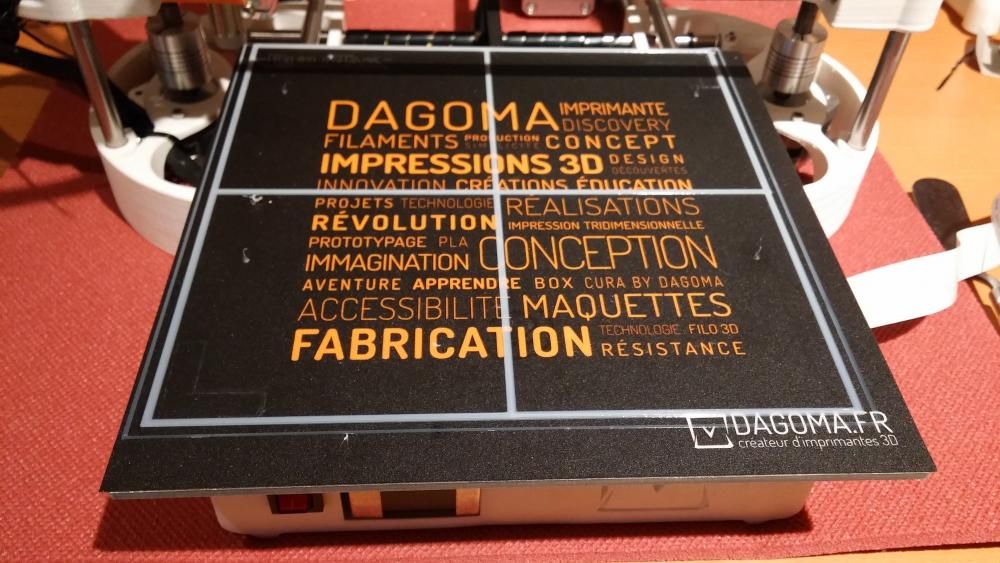 DAGOMA IMPRIMANTE
DISCOVERY
FILAMENTS PRODUCTION
SIMPLICITÉ
CONCEPT
IMPRESSIONS 3D DESIGN
DÉCOUVERTES
INNOVATION CRÉATIONS ÉDUCATION
PROJETS TECHNOLOGIE RÉALISATIONS
RÉVOLUTION IMPRESSION TRIDIMENSIONNELLE
PROTOTYPAGE PLA
IMMAGINATION CONCEPTION
AVENTURE APPRENDRE BOX CURA BY DAGOMA
ACCESSIBILITÉ MAQUETTES
FABRICATION TECHNOLOGIE FILO 3D
RÉSISTANCE
DAGOMA.FR
créateur d'imprimantes 3D